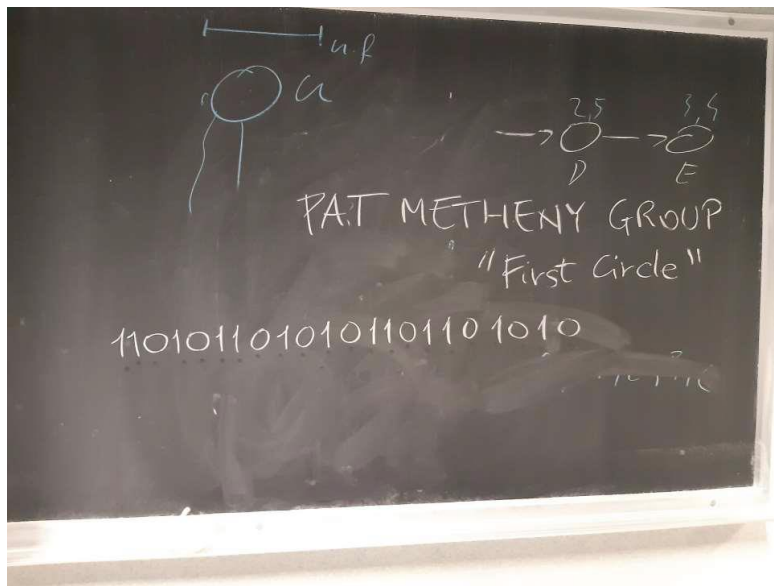 a
2,5 3,4
D E
PAT METHENY GROUP
"First Circle"
1101011010101101101010